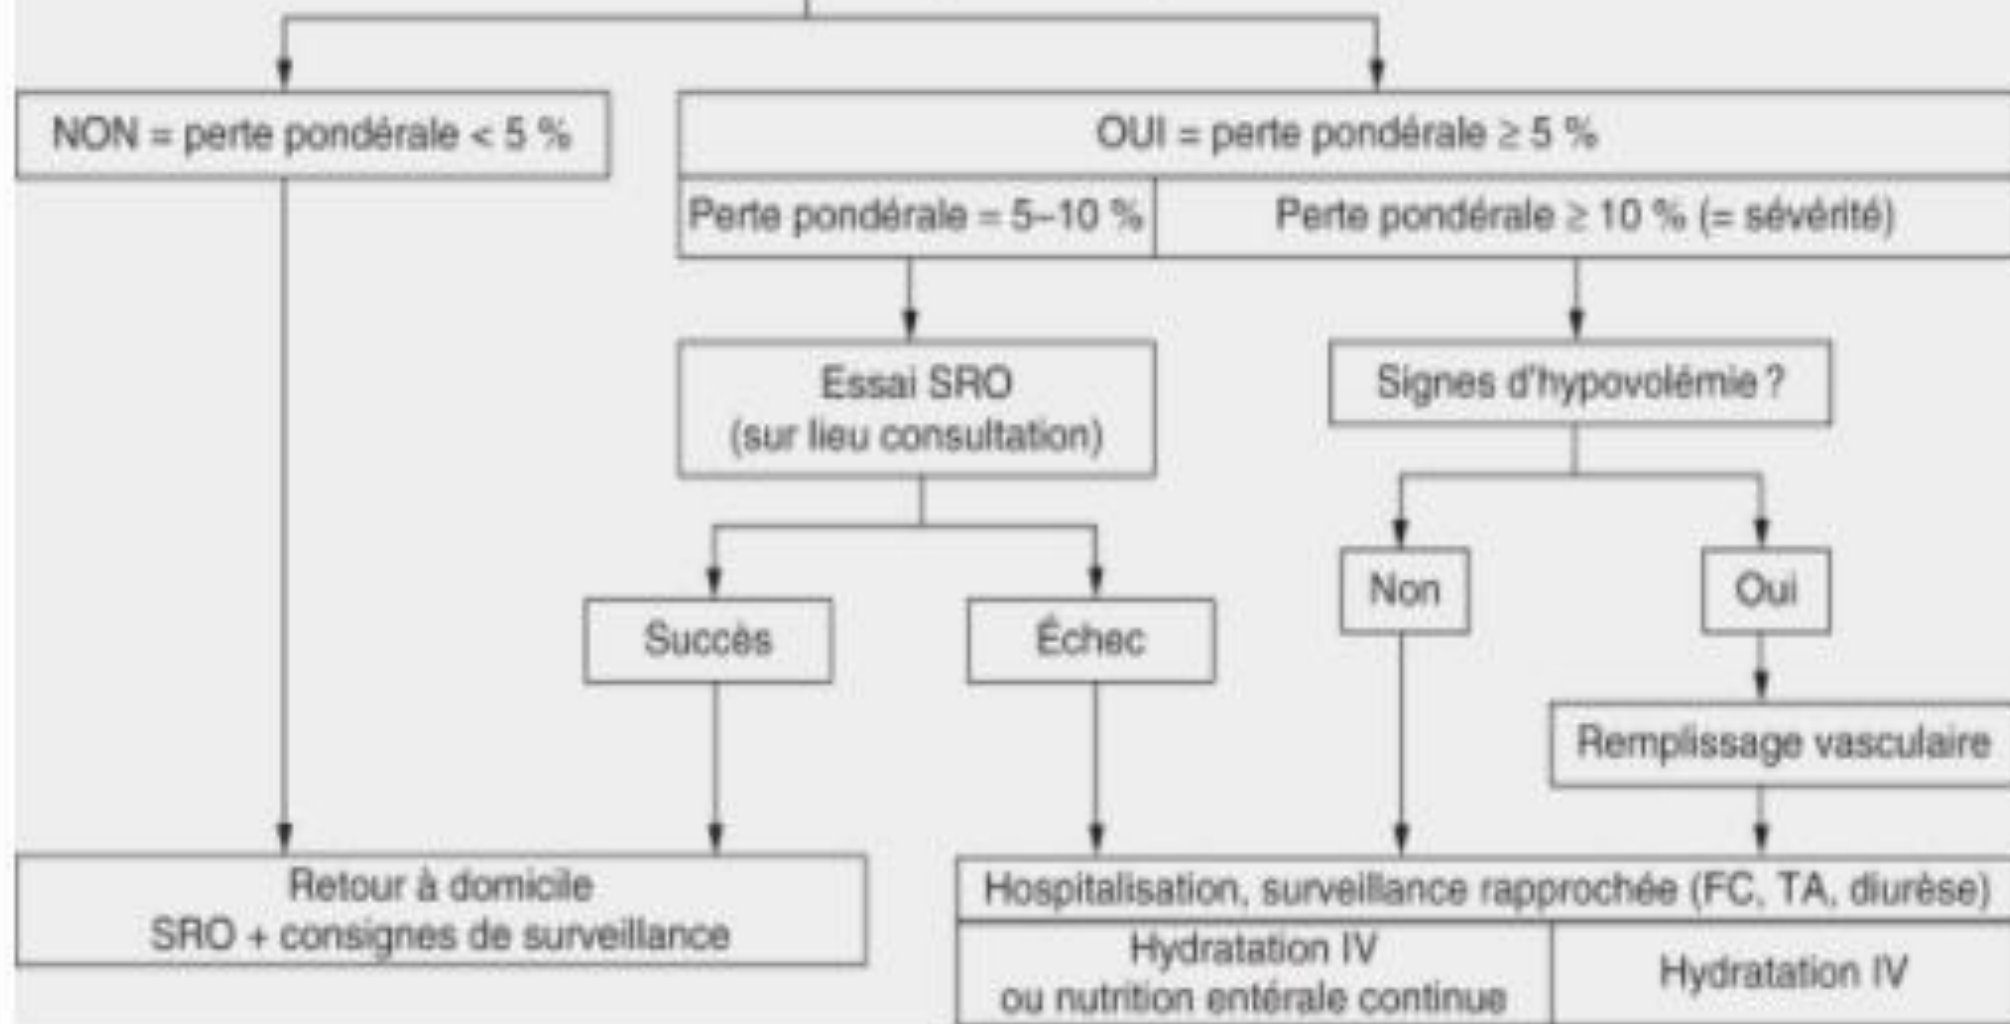 NON = perte pondérale < 5 %
OUI = perte pondérale ≥ 5 %
Perte pondérale = 5–10 %
Perte pondérale ≥ 10 % (= sévérité)
Essai SRO
(sur lieu consultation)
Signes d'hypovolémie ?
Non
Oui
Succès
Échec
Remplissage vasculaire
Retour à domicile
SRO + consignes de surveillance
Hospitalisation, surveillance rapprochée (FC, TA, diurèse)
Hydratation IV
ou nutrition entérale continue
Hydratation IV